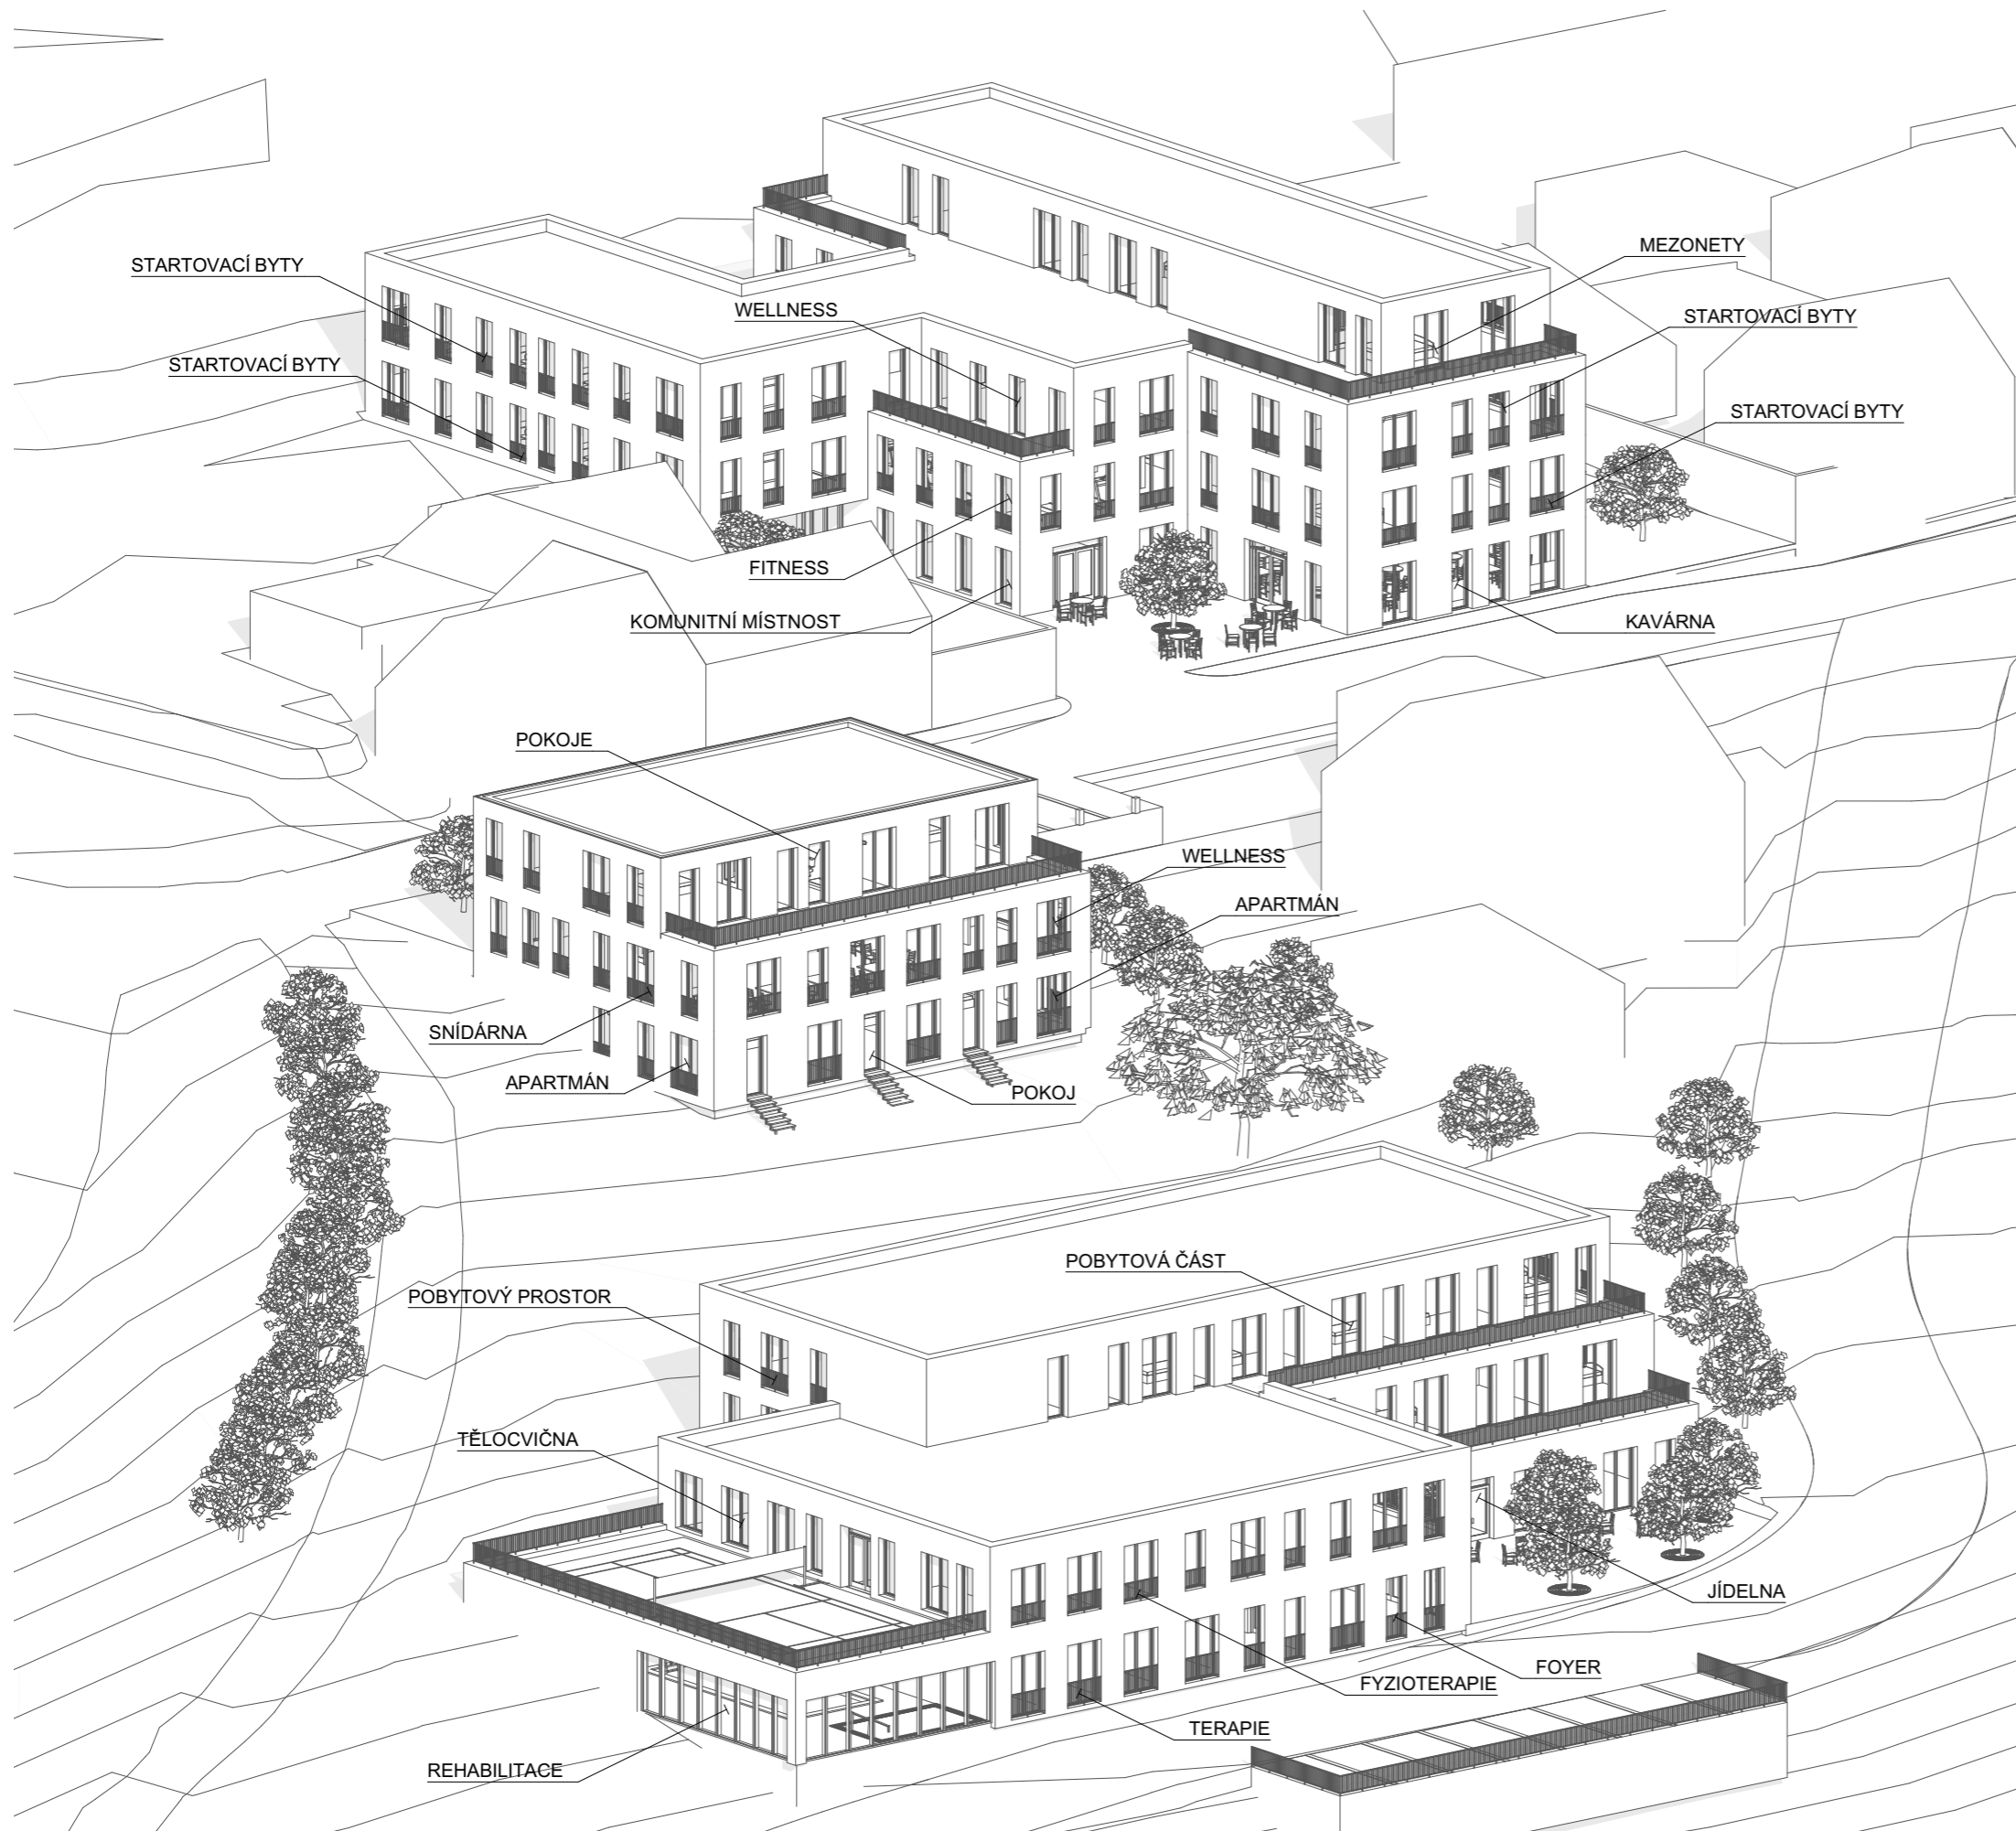 MEZONETY
STARTOVACÍ BYTY
WELLNESS
STARTOVACÍ BYTY
STARTOVACÍ BYTY
STARTOVACÍ BYTY
FITNESS
KOMUNITNÍ MÍSTNOST
KAVÁRNA
POKOJE
WELLNESS
APARTMÁN
SNÍDÁRNA
APARTMÁN
POKOJ
POBYTOVÁ ČÁST
POBYTOVÝ PROSTOR
TĚLOCVIČNA
JÍDELNA
FOYER
FYZIOTERAPIE
TERAPIE
REHABILITACE